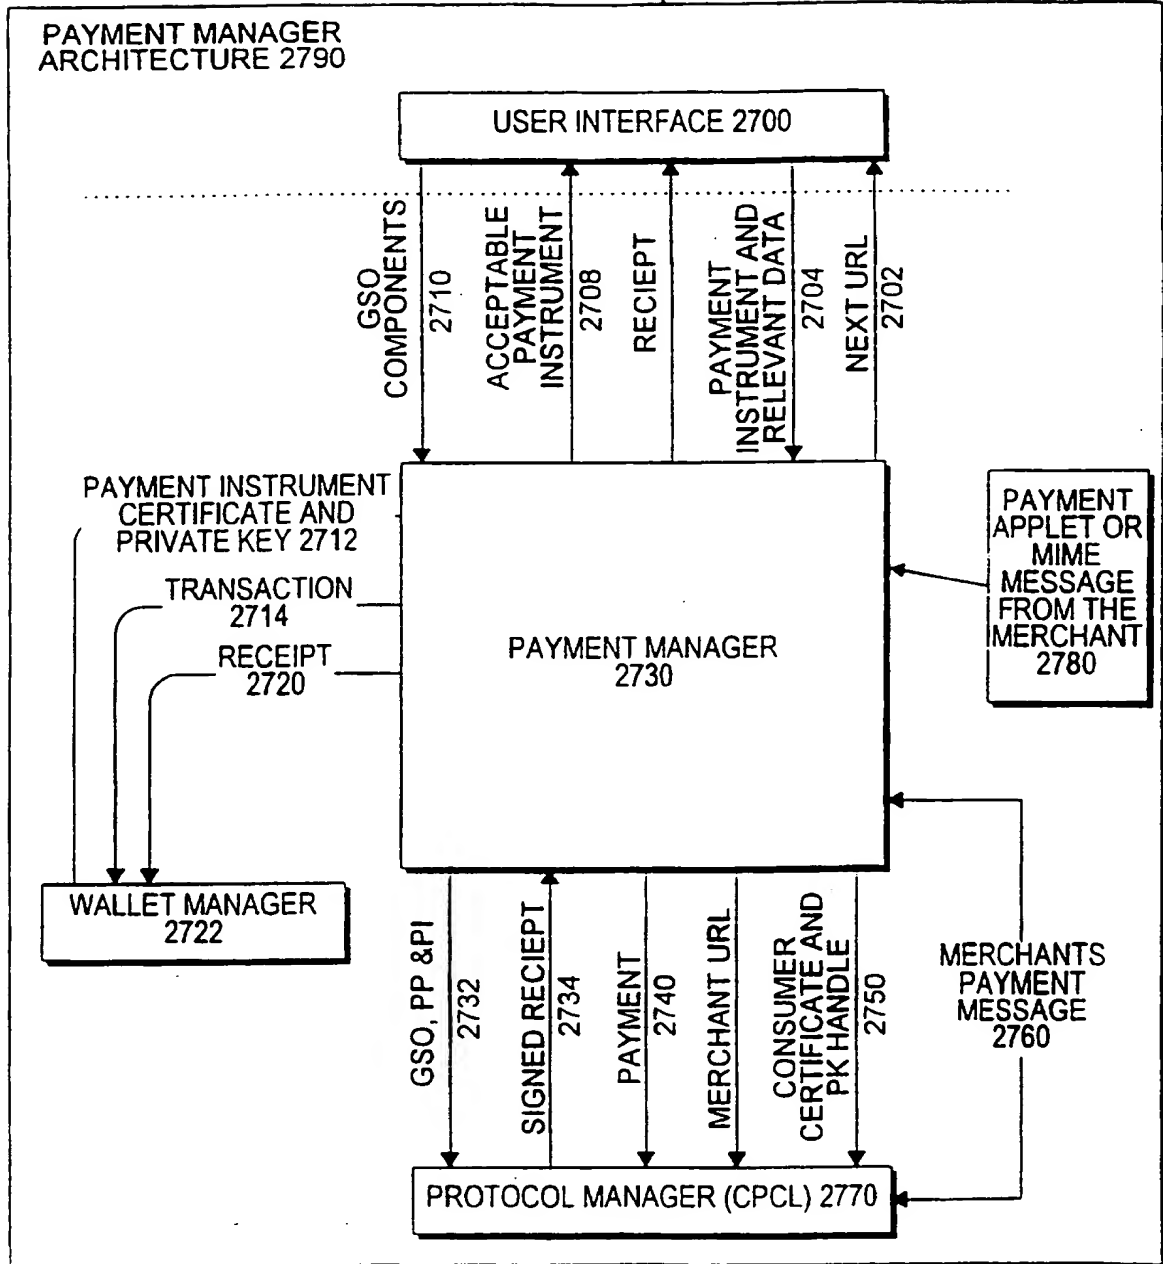 PAYMENT MANAGER
ARCHITECTURE 2790
USER INTERFACE 2700
GSO
COMPONENTS
2710
ACCEPTABLE
PAYMENT
INSTRUMENT
2708
RECIEPT
PAYMENT
INSTRUMENT AND
RELEVANT DATA
2704
NEXT URL
2702
PAYMENT INSTRUMENT
CERTIFICATE AND
PRIVATE KEY 2712
TRANSACTION
2714
RECEIPT
2720
PAYMENT MANAGER
2730
PAYMENT
APPLET OR
MIME
MESSAGE
FROM THE
MERCHANT
2780
WALLET MANAGER
2722
GSO, PP &PI
2732
SIGNED RECIEPT
2734
PAYMENT
2740
MERCHANT URL
CONSUMER
CERTIFICATE AND
PK HANDLE
2750
MERCHANTS
PAYMENT
MESSAGE
2760
PROTOCOL MANAGER (CPCL) 2770